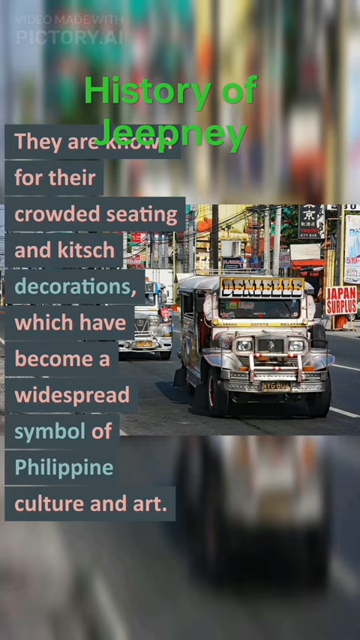 VIDEO MADE WITH
PICTORY.AI
History of
Jeepney
They are known
for their
crowded seating
and kitsch
decorations,
which have
become a
widespread
symbol of
Philippine
culture and art.
JAPAN
SURPLUS